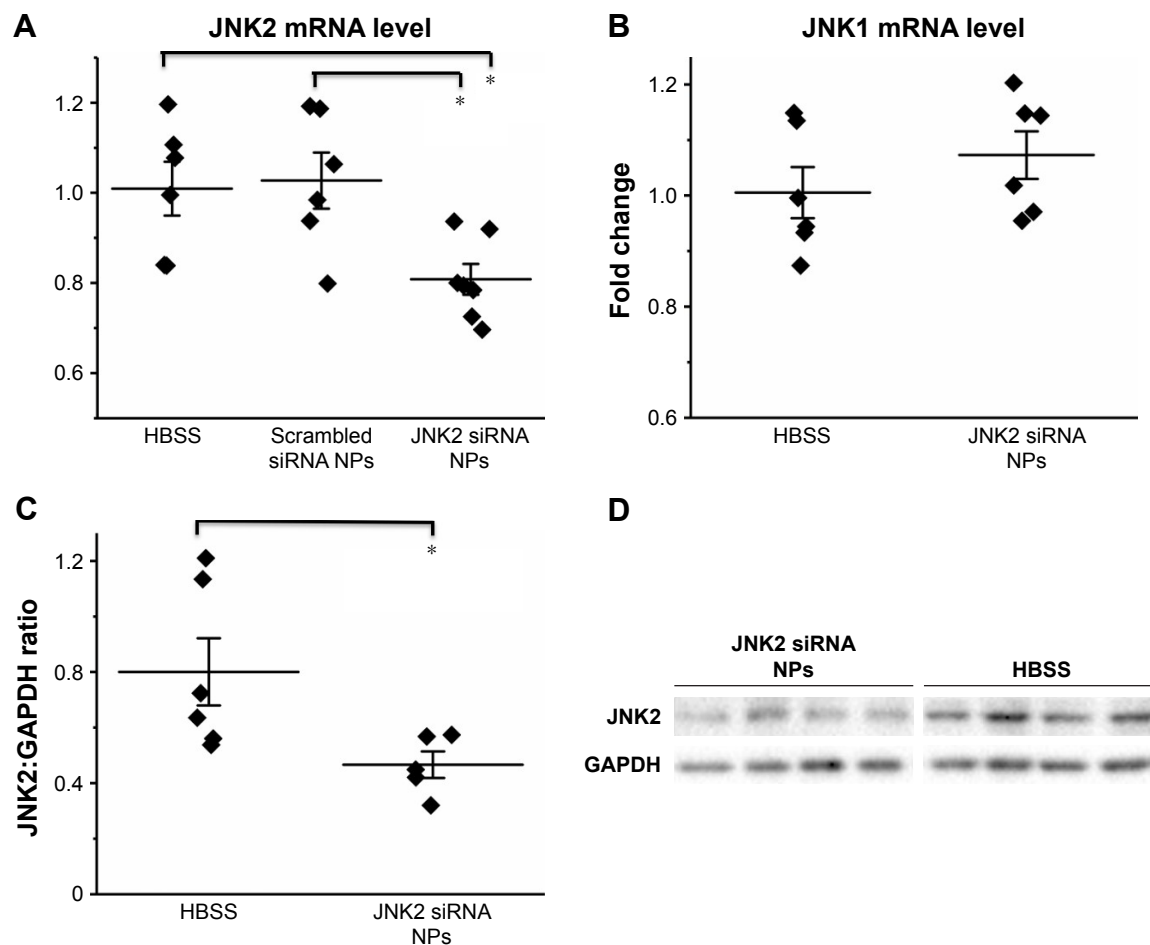 A
JNK2 mRNA level
*
*
1.2
1.0
0.8
0.6
HBSS
Scrambled
siRNA NPs
JNK2 siRNA
NPs
B
JNK1 mRNA level
Fold change
1.2
1.0
0.8
0.6
HBSS
JNK2 siRNA
NPs
C
*
JNK2:GAPDH ratio
1.2
0.8
0.4
0
HBSS
JNK2 siRNA
NPs
D
JNK2 siRNA
NPs
HBSS
JNK2
GAPDH